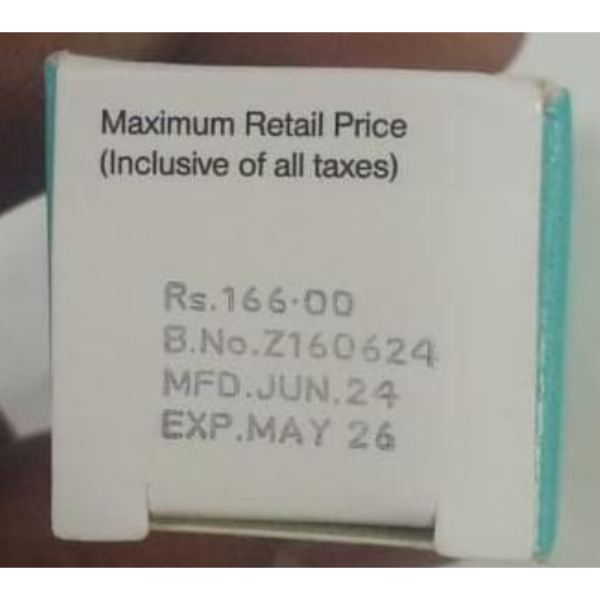 Maximum Retail Price
(Inclusive of all taxes)
Rs.166.00
B.No.Z160624
MFD.JUN.24
EXP.MAY 26